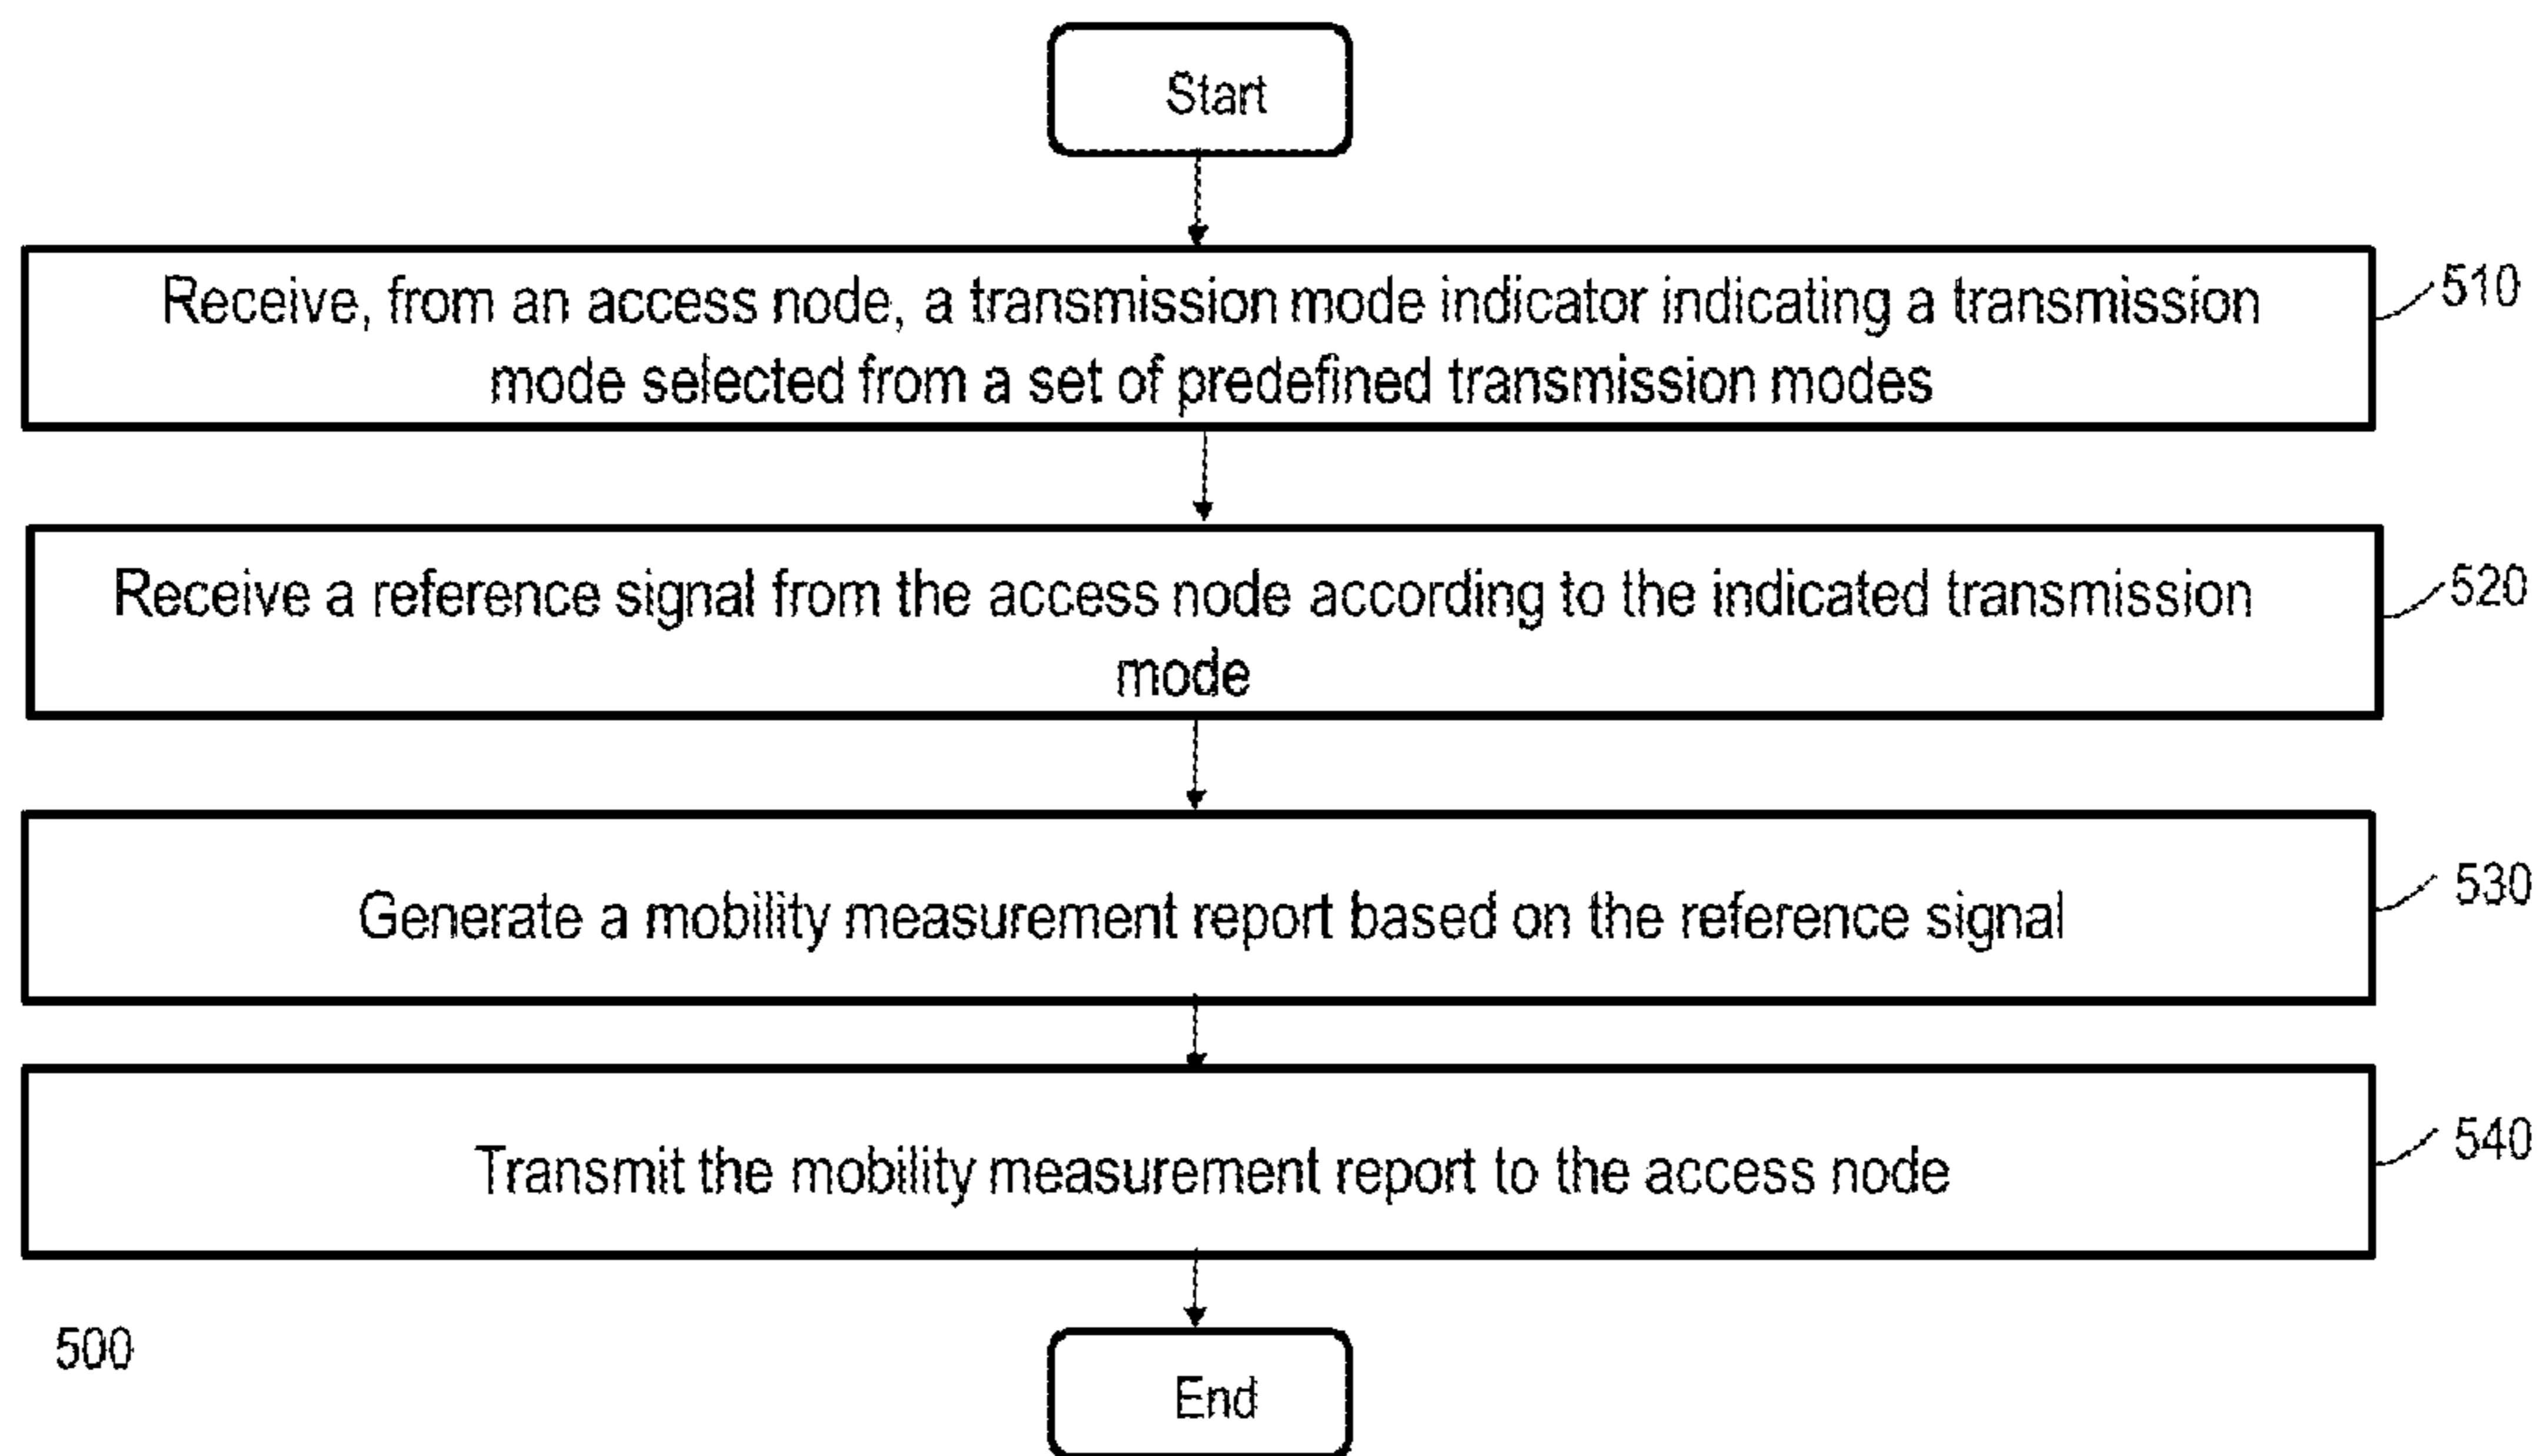 Start
Receive, from an access node, a transmission mode indicator indicating a transmission
mode selected from a set of predefined transmission modes
510
Receive a reference signal from the access node according to the indicated transmission
mode
520
Generate a mobility measurement report based on the reference signal
530
Transmit the mobility measurement report to the access node
540
500
End